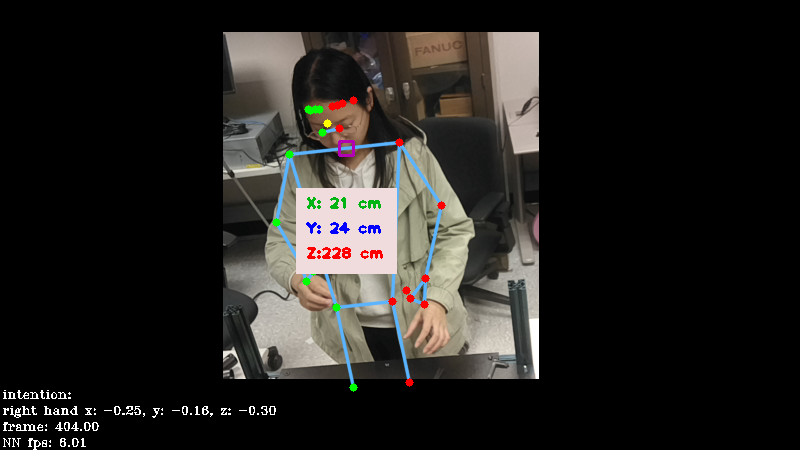 FANUC
X: 21 cm
Y: 24 cm
Z:228 cm
intention:
right hand x: -0.25, y: -0.16, z: -0.30
frame: 404.00
NN fps: 6.01